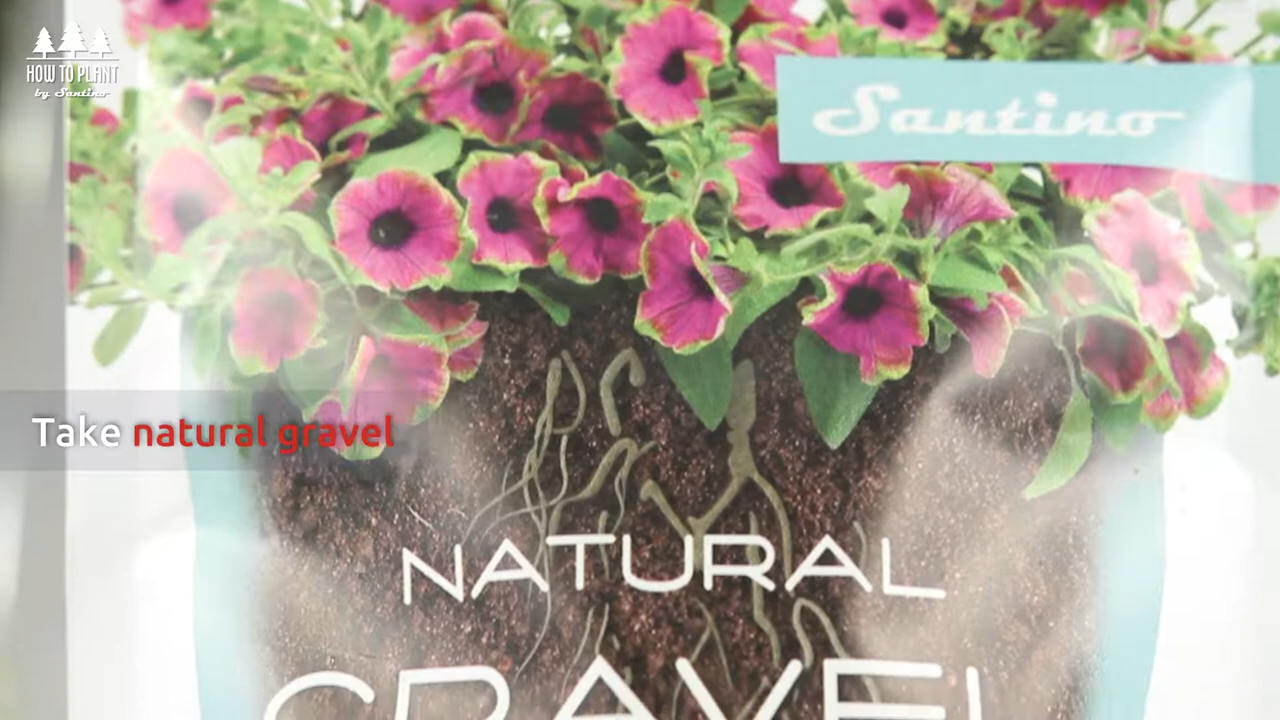 HOW TO PLANT
by Santino
Santino
Take natural gravel
NATURAL
GRAVEL